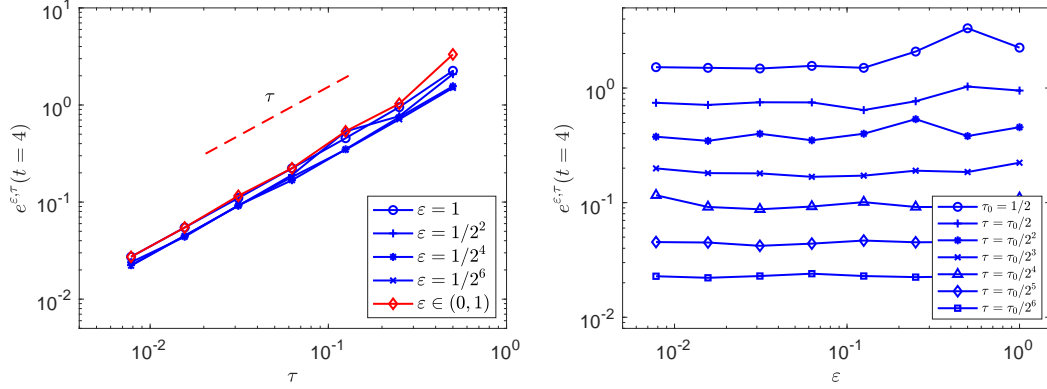 10^1
10^0
10^{-1}
10^{-2}
10^{-2}
10^{-1}
10^0
e^{ε,τ}(t = 4)
τ
τ
ε = 1
ε = 1/2^2
ε = 1/2^4
ε = 1/2^6
ε ∈ (0, 1)
10^0
10^{-1}
10^{-2}
10^{-2}
10^{-1}
10^0
e^{ε,τ}(t = 4)
ε
τ_0 = 1/2
τ = τ_0/2
τ = τ_0/2^2
τ = τ_0/2^3
τ = τ_0/2^4
τ = τ_0/2^5
τ = τ_0/2^6